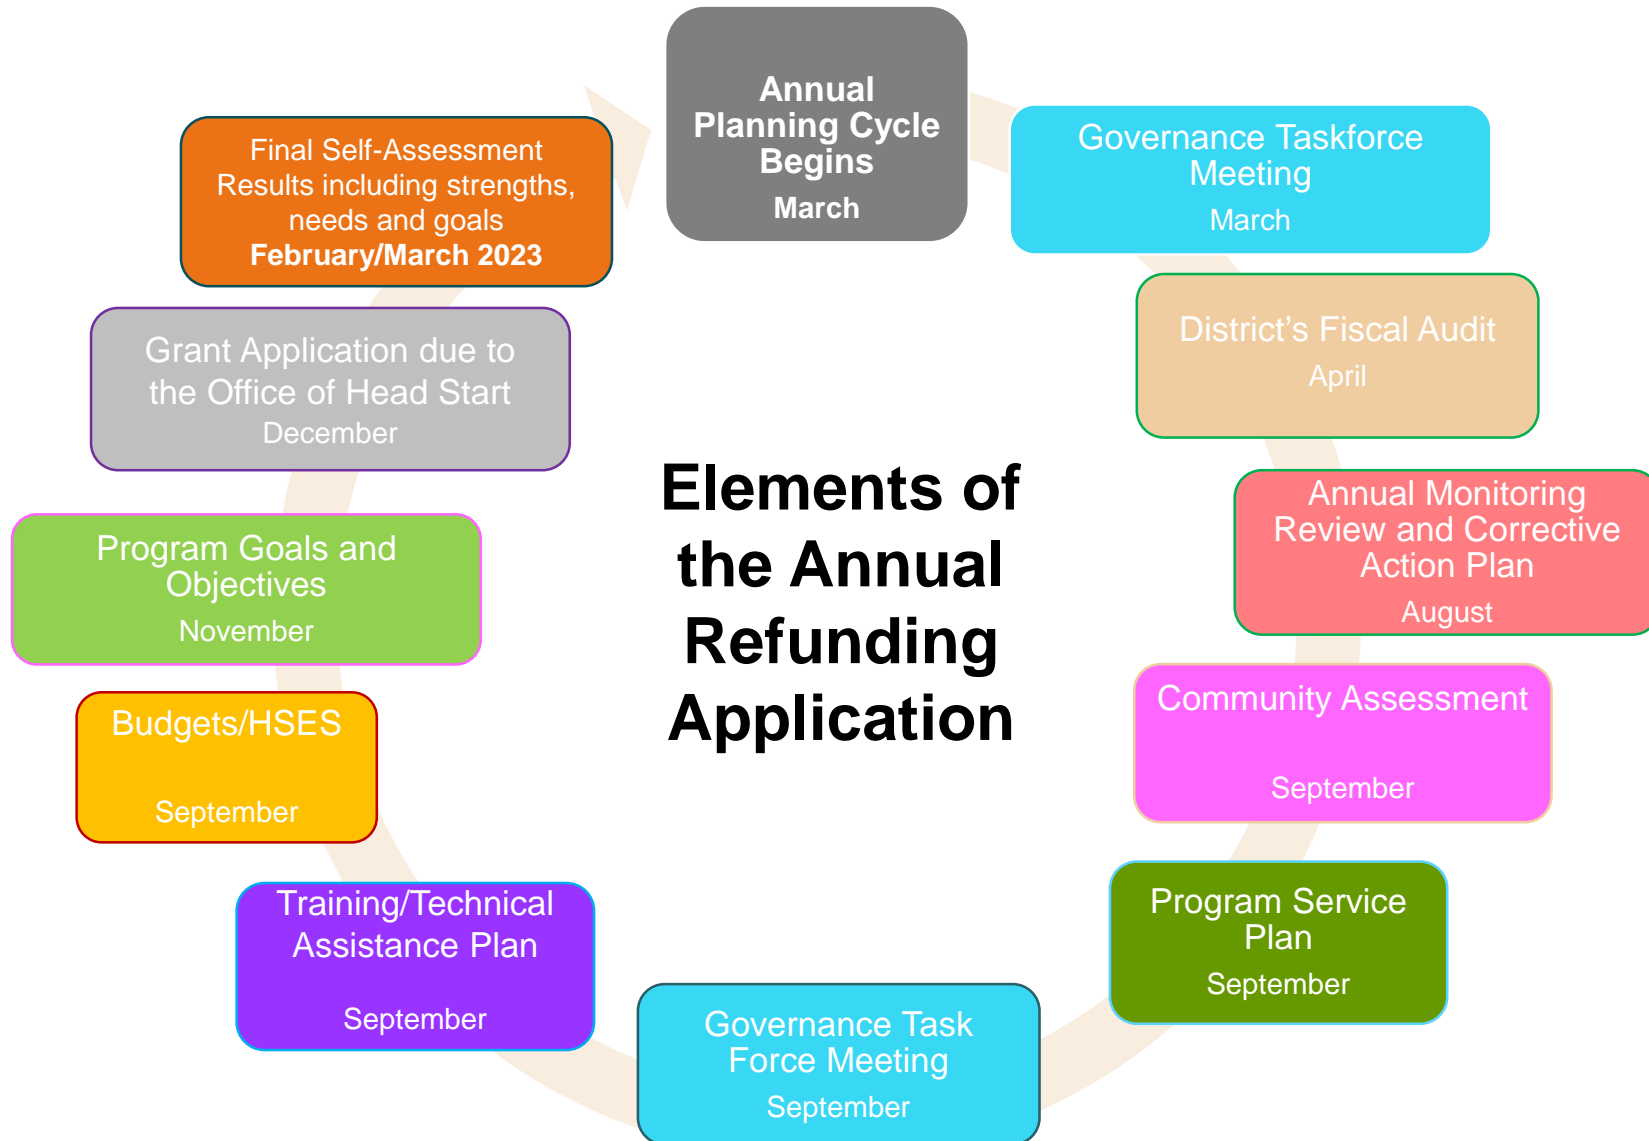 Annual
Planning Cycle
Begins
March
Governance Taskforce
Meeting
March
District’s Fiscal Audit
April
Annual Monitoring
Review and Corrective
Action Plan
August
Community Assessment
September
Program Service
Plan
September
Governance Task
Force Meeting
September
Training/Technical
Assistance Plan
September
Budgets/HSES
September
Program Goals and
Objectives
November
Grant Application due to
the Office of Head Start
December
Final Self-Assessment
Results including strengths,
needs and goals
February/March 2023
Elements of
the Annual
Refunding
Application